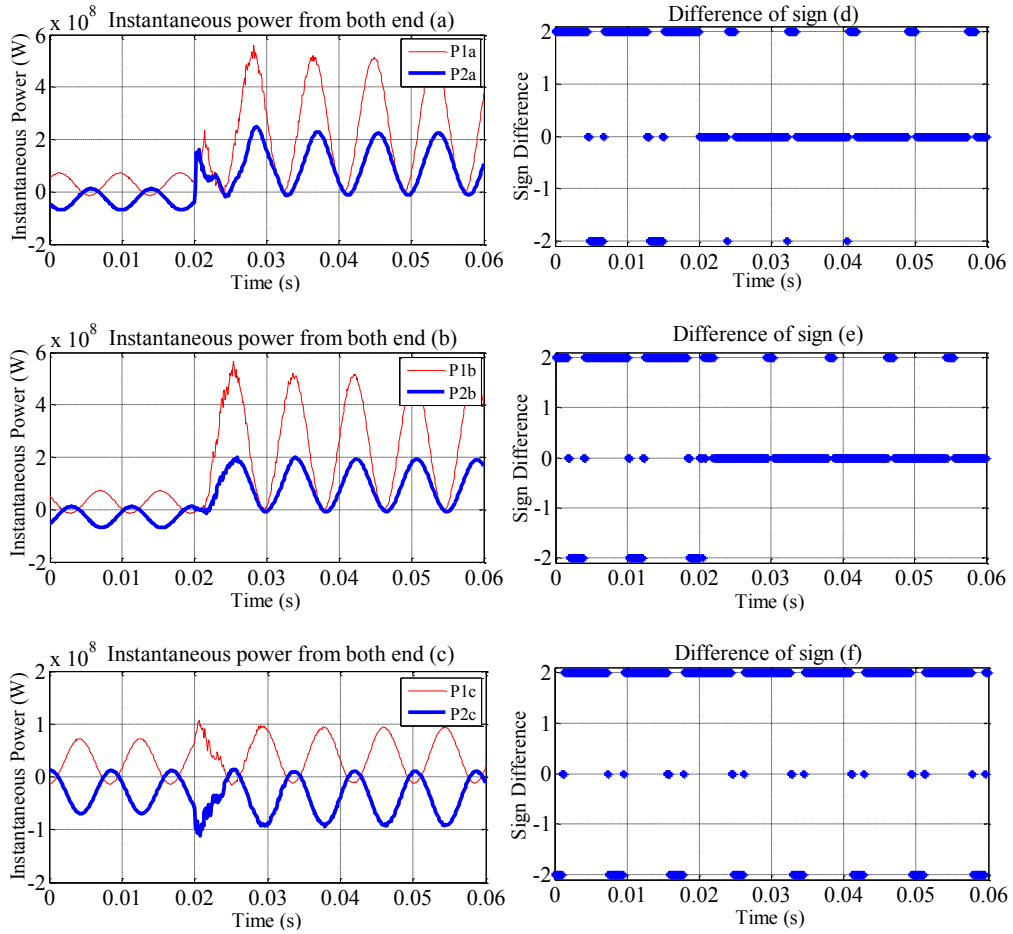 x 10^8 Instantaneous power from both end (a)
Instantaneous Power (W)
6
4
2
0
-2
P1a
P2a
0 0.01 0.02 0.03 0.04 0.05 0.06
Time (s)
Difference of sign (d)
Sign Difference
2
1
0
-1
-2
0 0.01 0.02 0.03 0.04 0.05 0.06
Time (s)
x 10^8 Instantaneous power from both end (b)
Instantaneous Power (W)
6
4
2
0
-2
P1b
P2b
0 0.01 0.02 0.03 0.04 0.05 0.06
Time (s)
Difference of sign (e)
Sign Difference
2
1
0
-1
-2
0 0.01 0.02 0.03 0.04 0.05 0.06
Time (s)
x 10^8 Instantaneous power from both end (c)
Instantaneous Power (W)
2
1
0
-1
-2
P1c
P2c
0 0.01 0.02 0.03 0.04 0.05 0.06
Time (s)
Difference of sign (f)
Sign Difference
2
1
0
-1
-2
0 0.01 0.02 0.03 0.04 0.05 0.06
Time (s)